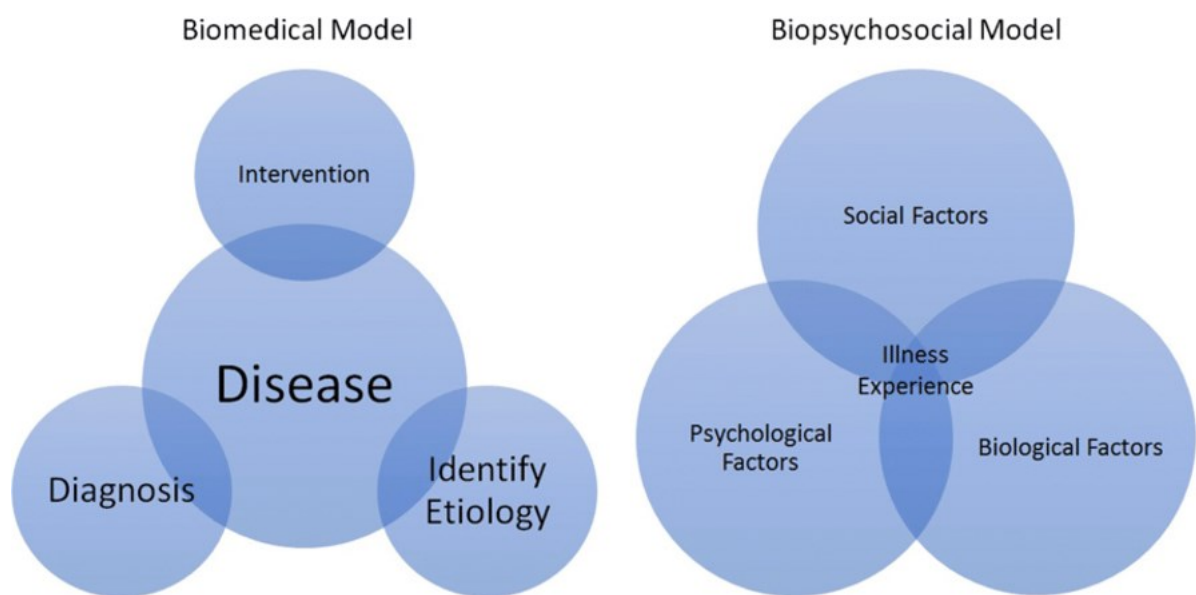 Biomedical Model
Intervention
Disease
Diagnosis
Identify
Etiology
Biopsychosocial Model
Social Factors
Illness
Experience
Psychological
Factors
Biological Factors